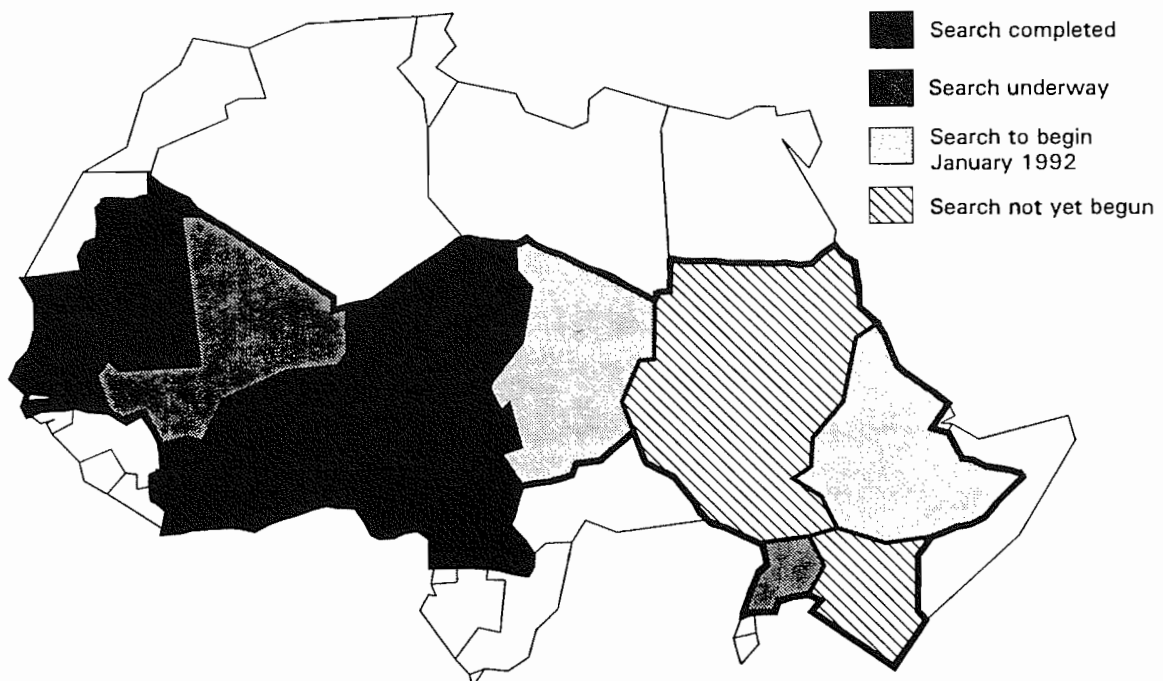 Search completed
Search underway
Search to begin
January 1992
Search not yet begun